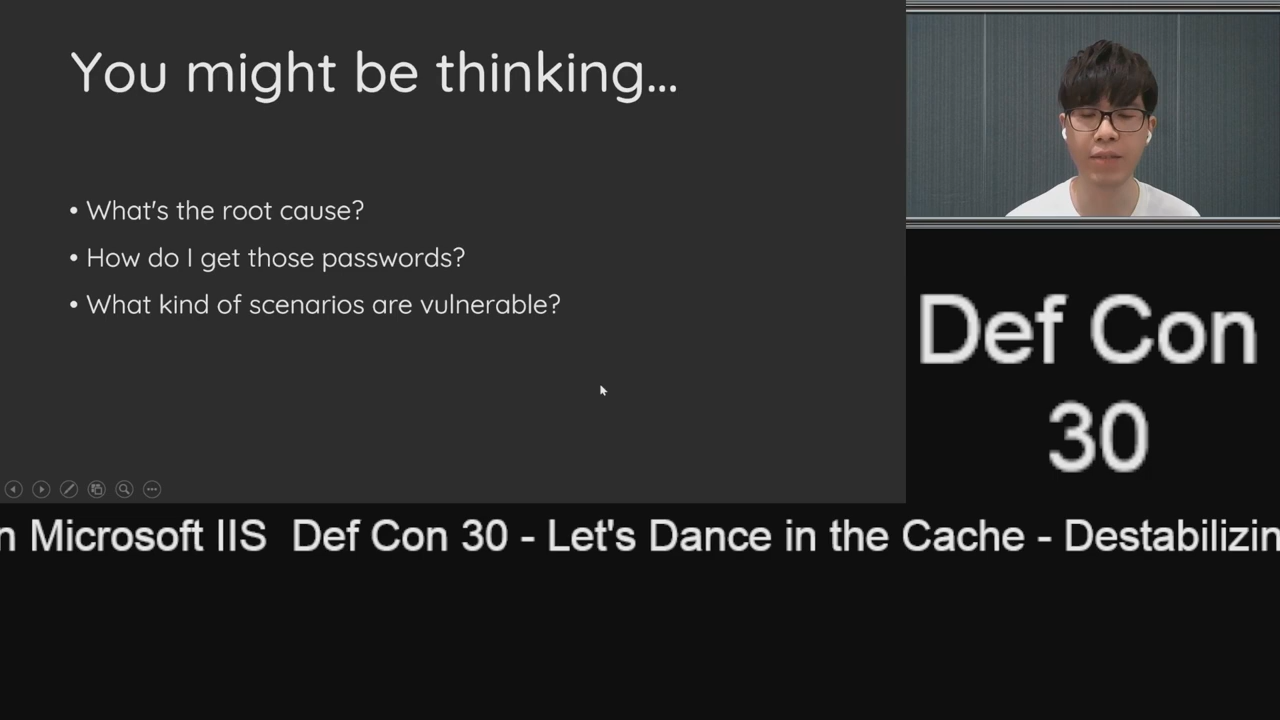 You might be thinking...
• What's the root cause?
• How do I get those passwords?
• What kind of scenarios are vulnerable?
Def Con
30
n Microsoft IIS Def Con 30 - Let's Dance in the Cache - Destabilizin